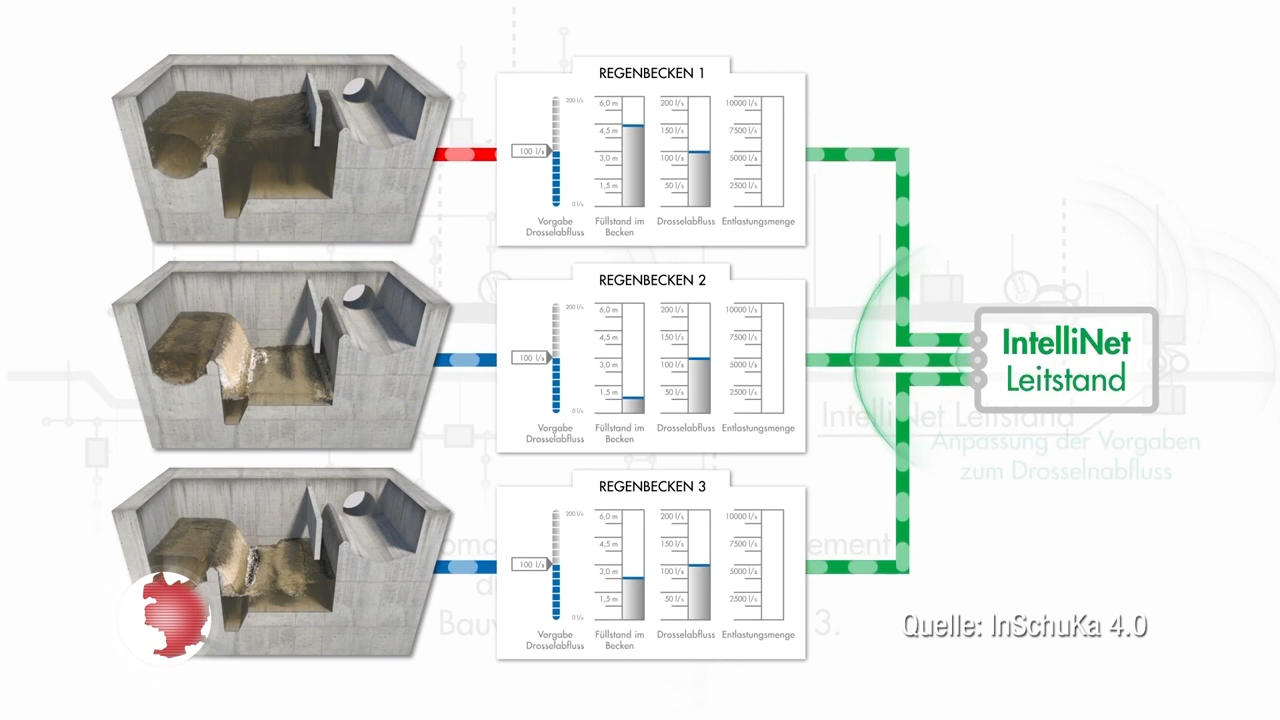 REGENBECKEN 1
200 l/s
100 l/s
0 l/s
6,0 m
4,5 m
3,0 m
1,5 m
200 l/s
150 l/s
100 l/s
50 l/s
10000 l/s
7500 l/s
5000 l/s
2500 l/s
Vorgabe
Drosselabfluss
Füllstand im
Becken
Drosselabfluss
Entlastungsmenge
REGENBECKEN 2
200 l/s
100 l/s
0 l/s
6,0 m
4,5 m
3,0 m
1,5 m
200 l/s
150 l/s
100 l/s
50 l/s
10000 l/s
7500 l/s
5000 l/s
2500 l/s
Vorgabe
Drosselabfluss
Füllstand im
Becken
Drosselabfluss
Entlastungsmenge
IntelliNet
Leitstand
IntelliNet Leitstand
Anpassung der Vorgaben
zum Drosselnabfluss
REGENBECKEN 3
200 l/s
100 l/s
0 l/s
6,0 m
4,5 m
3,0 m
1,5 m
200 l/s
150 l/s
100 l/s
50 l/s
10000 l/s
7500 l/s
5000 l/s
2500 l/s
Vorgabe
Drosselabfluss
Füllstand im
Becken
Drosselabfluss
Entlastungsmenge
3.
Quelle: InSchuKa 4.0